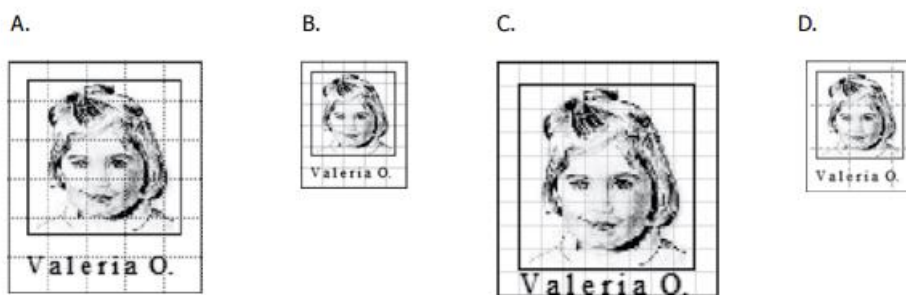 A.
B.
C.
D.
Valeria O.
Valeria O.
Valeria O.
Valeria O.